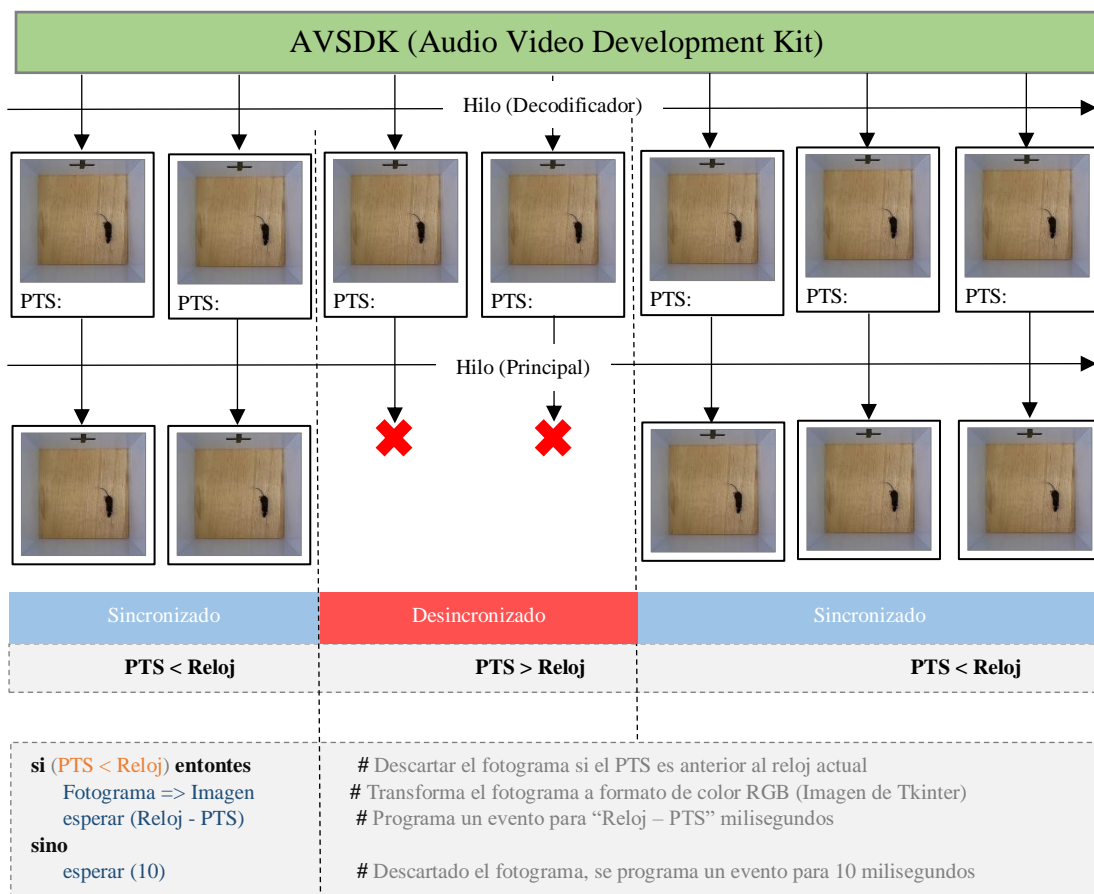 AVSDK (Audio Video Development Kit)
Hilo (Decodificador)
PTS: PTS: PTS: PTS: PTS: PTS: PTS:
Hilo (Principal)
Sincronizado Desincronizado Sincronizado
PTS < Reloj PTS > Reloj PTS < Reloj
si (PTS < Reloj) entontes # Descartar el fotograma si el PTS es anterior al reloj actual
Fotograma => Imagen # Transforma el fotograma a formato de color RGB (Imagen de Tkinter)
esperar (Reloj - PTS) # Programa un evento para “Reloj – PTS” milisegundos
sino
esperar (10) # Descartado el fotograma, se programa un evento para 10 milisegundos